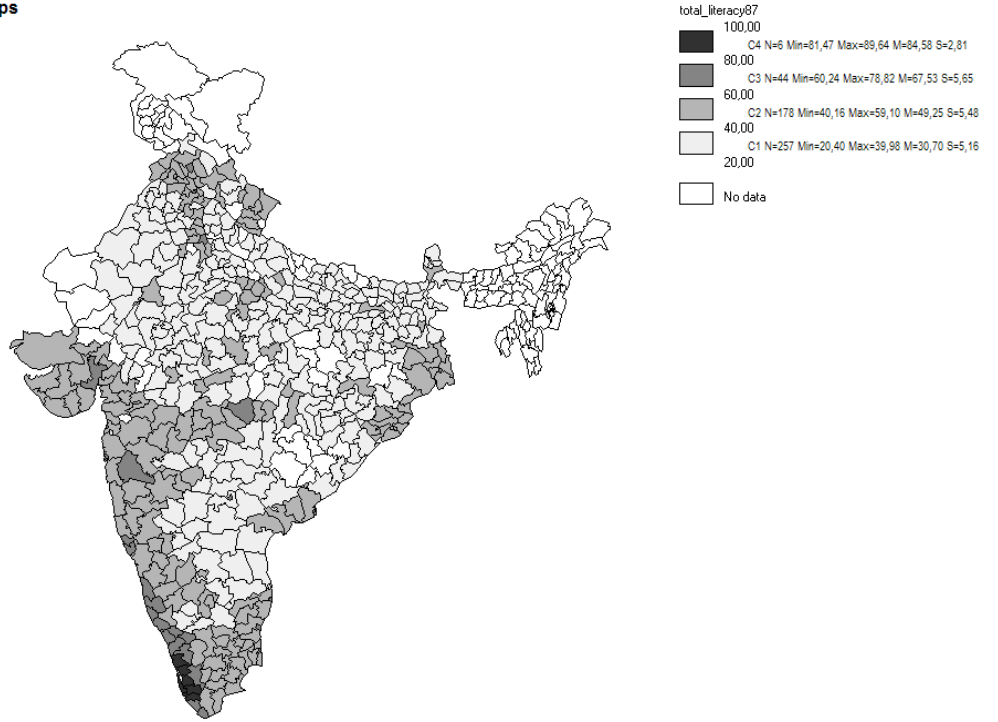 ps
total_literacy87
100,00
C4 N=6 Min=81,47 Max=89,64 M=84,58 S=2,81
80,00
C3 N=44 Min=60,24 Max=78,82 M=67,53 S=5,65
60,00
C2 N=178 Min=40,16 Max=59,10 M=49,25 S=5,48
40,00
C1 N=257 Min=20,40 Max=39,98 M=30,70 S=5,16
20,00
No data